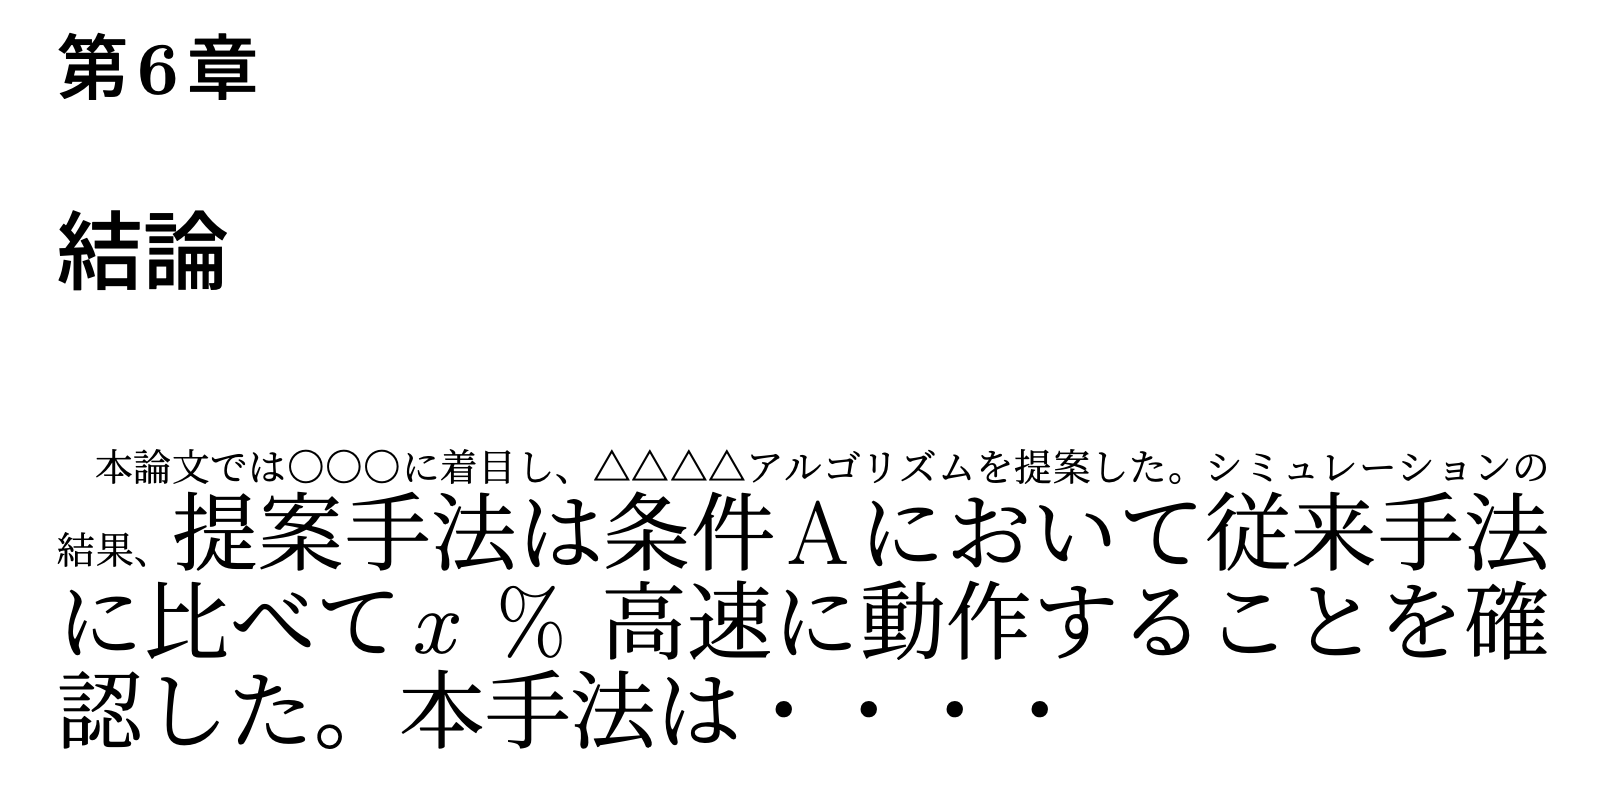 第6章
結論
本論文では○○○に着目し、△△△△アルゴリズムを提案した。シミュレーションの
結果、提案手法は条件Aにおいて従来手法
に比べてx %高速に動作することを確
認した。本手法は・・・・